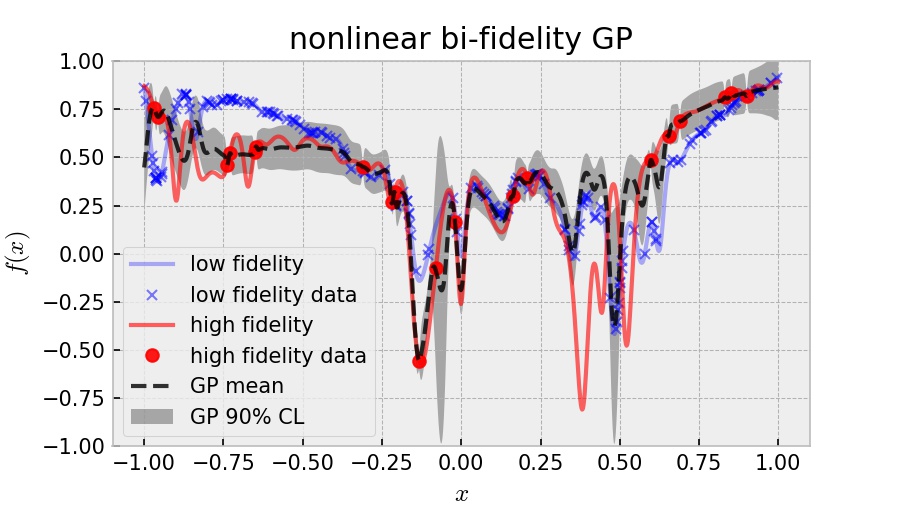 nonlinear bi-fidelity GP
1.00
0.75
0.50
0.25
0.00
−0.25
−0.50
−0.75
−1.00
f(x)
low fidelity
low fidelity data
high fidelity
high fidelity data
GP mean
GP 90% CL
−1.00 −0.75 −0.50 −0.25 0.00 0.25 0.50 0.75 1.00
x